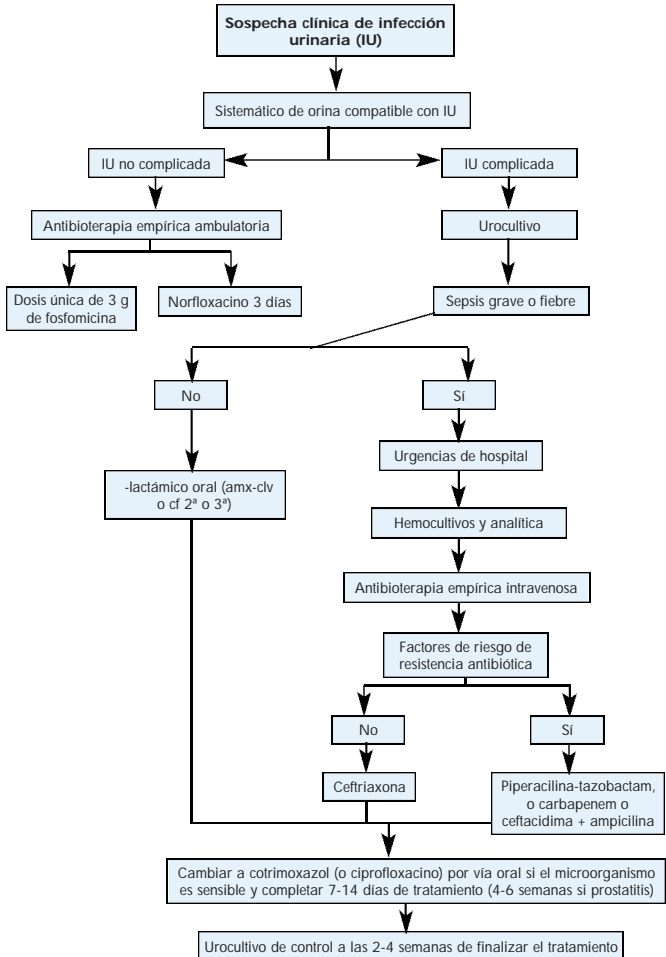 Sospecha clínica de infección
urinaria (IU)
Sistemático de orina compatible con IU
IU no complicada
IU complicada
Antibioterapia empírica ambulatoria
Urocultivo
Dosis única de 3 g
de fosfomicina
Norfloxacino 3 días
Sepsis grave o fiebre
No
Sí
Urgencias de hospital
-lactámico oral (amx-clv
o cf 2ª o 3ª)
Hemocultivos y analítica
Antibioterapia empírica intravenosa
Factores de riesgo de
resistencia antibiótica
No
Sí
Ceftriaxona
Piperacilina-tazobactam,
o carbapenem o
ceftacidima + ampicilina
Cambiar a cotrimoxazol (o ciprofloxacino) por vía oral si el microorganismo
es sensible y completar 7-14 días de tratamiento (4-6 semanas si prostatitis)
Urocultivo de control a las 2-4 semanas de finalizar el tratamiento